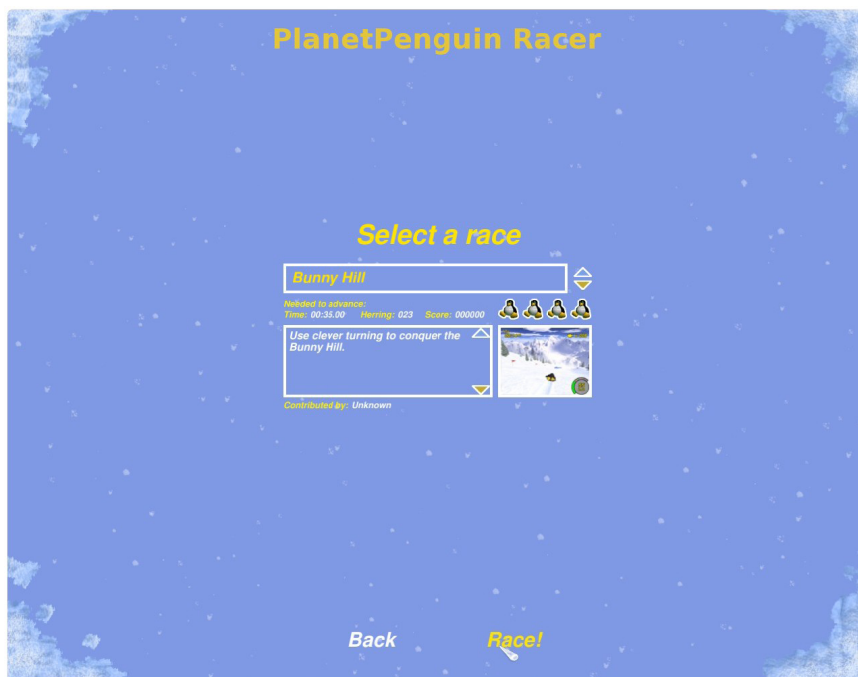 PlanetPenguin Racer
Select a race
Bunny Hill
Needed to advance:
Time: 00:35.00 Herring: 023 Score: 000000
Use clever turning to conquer the
Bunny Hill.
Contributed by: Unknown
Back Race!